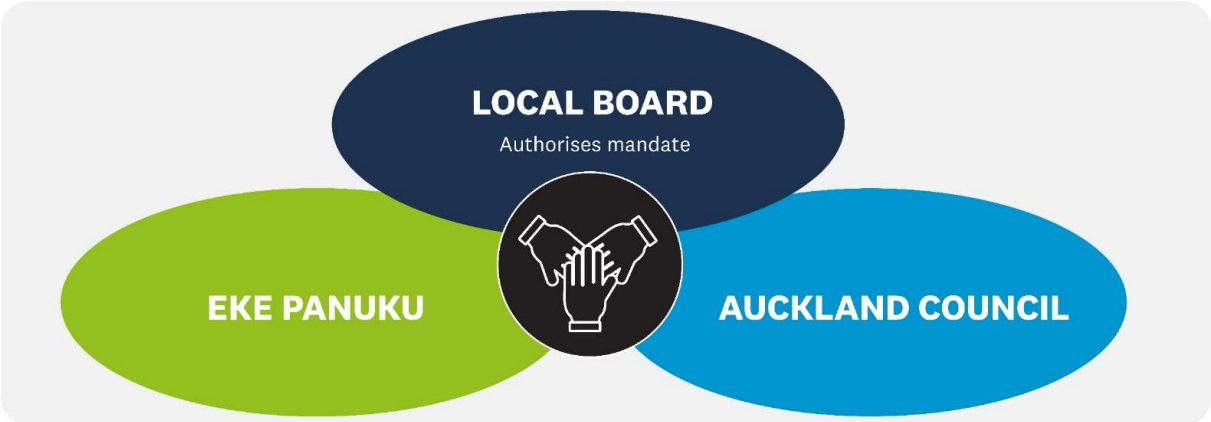 LOCAL BOARD
Authorises mandate
EKE PANUKU
AUCKLAND COUNCIL